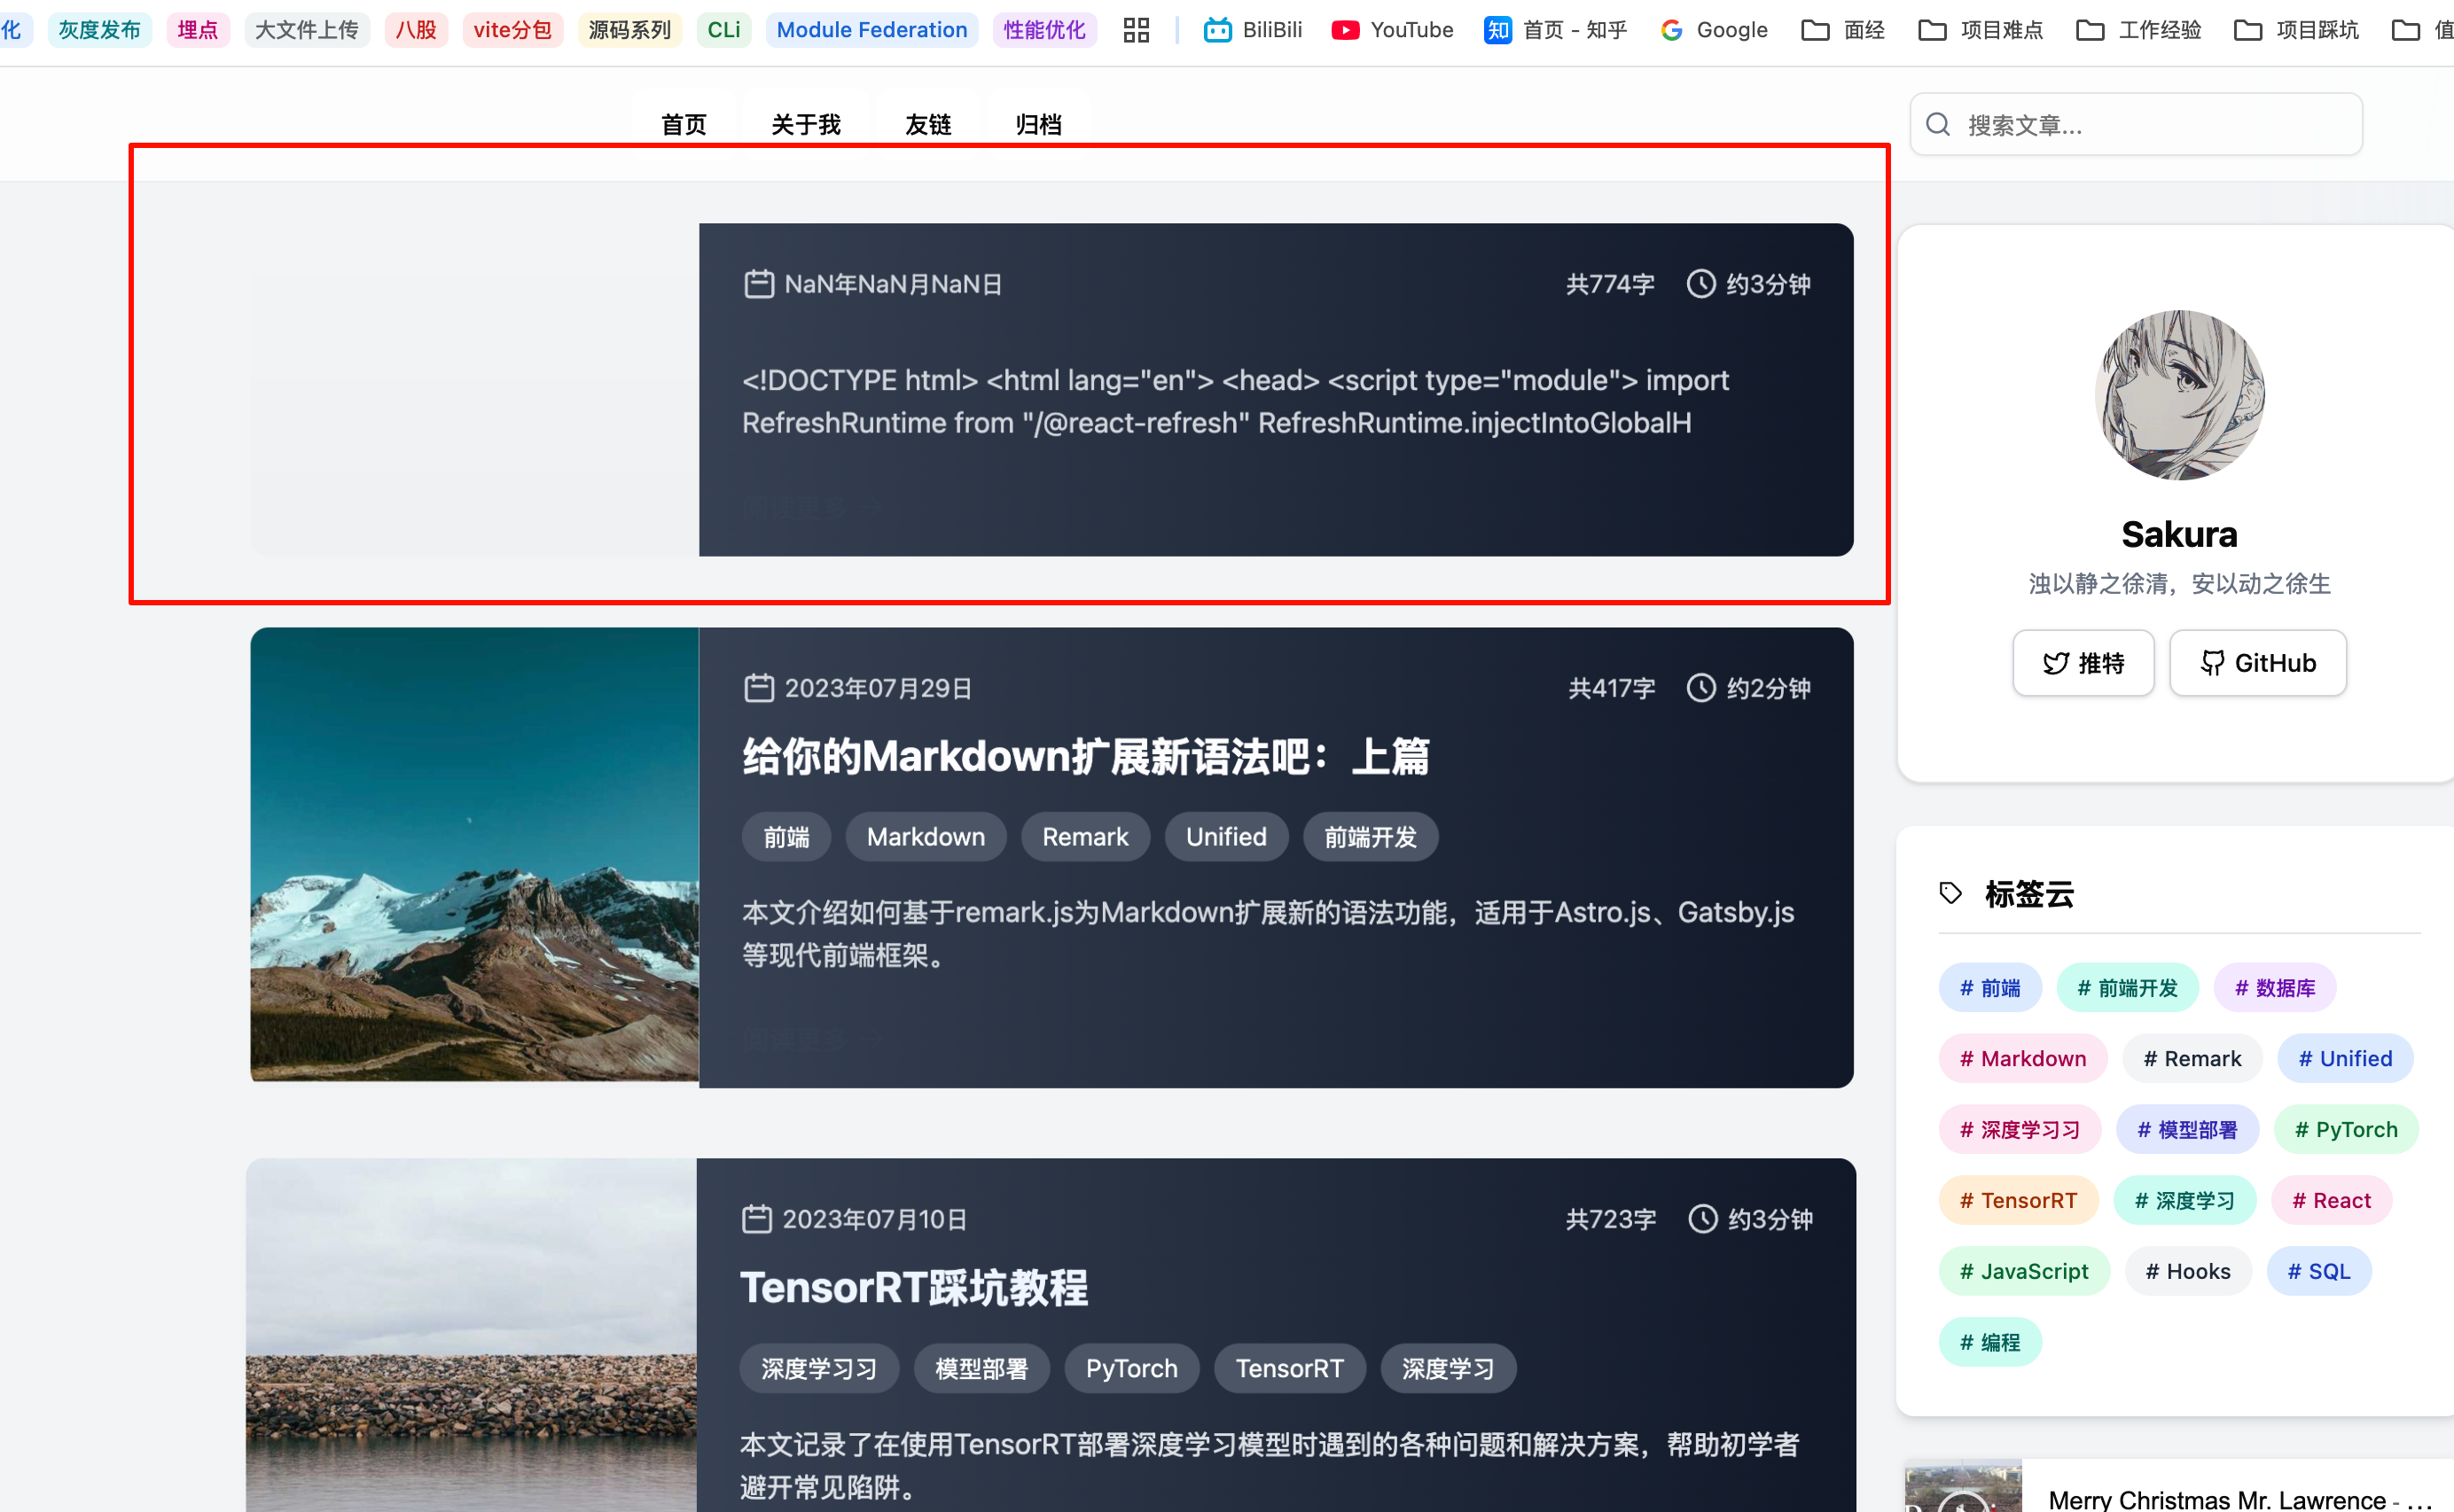 化 灰度发布 埋点 大文件上传 八股 vite分包 源码系列 CLi Module Federation 性能优化 BiliBili YouTube 知 首页 - 知乎 Google 面经 项目难点 工作经验 项目踩坑 值
首页 关于我 友链 归档 搜索文章...
NaN年NaN月NaN日 共774字 约3分钟
<!DOCTYPE html> <html lang="en"> <head> <script type="module"> import
RefreshRuntime from "/@react-refresh" RefreshRuntime.injectIntoGlobalH
阅读更多 →
2023年07月29日 共417字 约2分钟
给你的Markdown扩展新语法吧：上篇
前端 Markdown Remark Unified 前端开发
本文介绍如何基于remark.js为Markdown扩展新的语法功能，适用于Astro.js、Gatsby.js
等现代前端框架。
阅读更多 →
2023年07月10日 共723字 约3分钟
TensorRT踩坑教程
深度学习习 模型部署 PyTorch TensorRT 深度学习
本文记录了在使用TensorRT部署深度学习模型时遇到的各种问题和解决方案，帮助初学者
避开常见陷阱。
Sakura
浊以静之徐清，安以动之徐生
推特 GitHub
标签云
# 前端 # 前端开发 # 数据库
# Markdown # Remark # Unified
# 深度学习习 # 模型部署 # PyTorch
# TensorRT # 深度学习 # React
# JavaScript # Hooks # SQL
# 编程
Merry Christmas Mr. Lawrence - ...